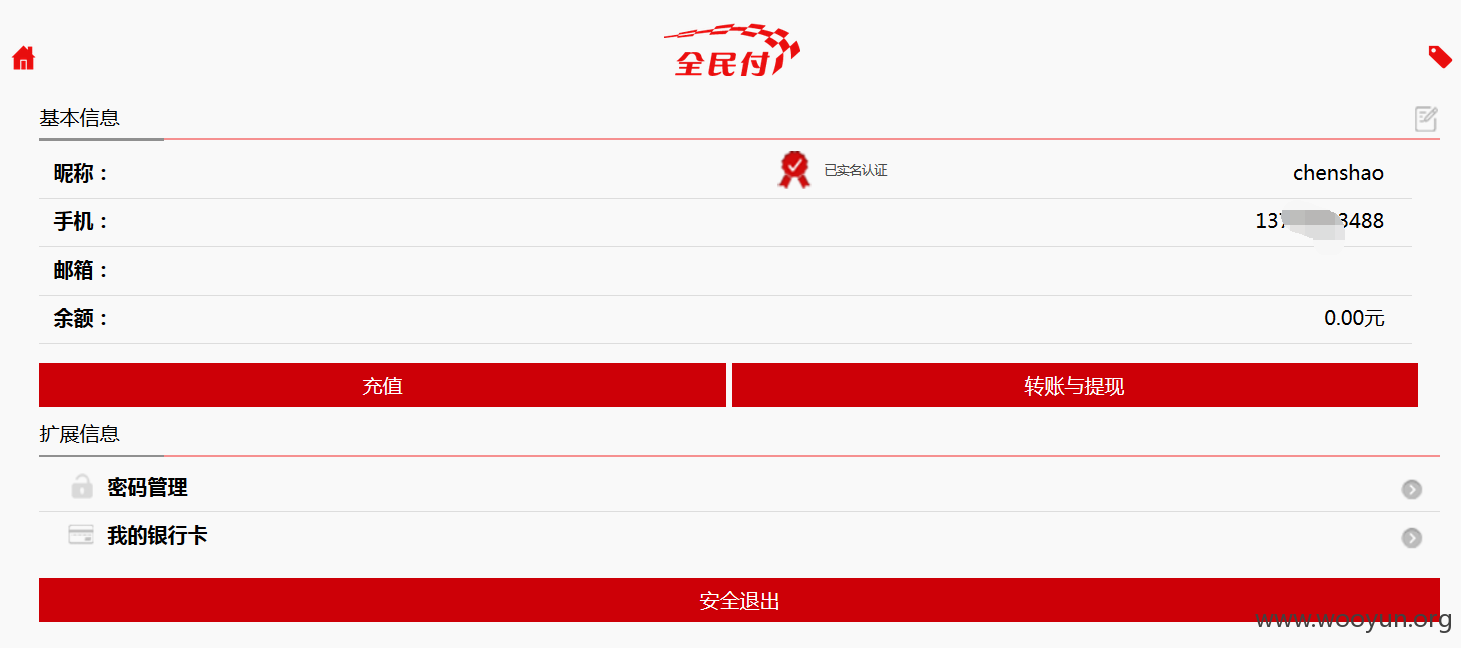 全民付
基本信息
昵称： 已实名认证 chenshao
手机： 137 3488
邮箱：
余额： 0.00元
充值 转账与提现
扩展信息
密码管理
我的银行卡
安全退出
www.wooyun.org